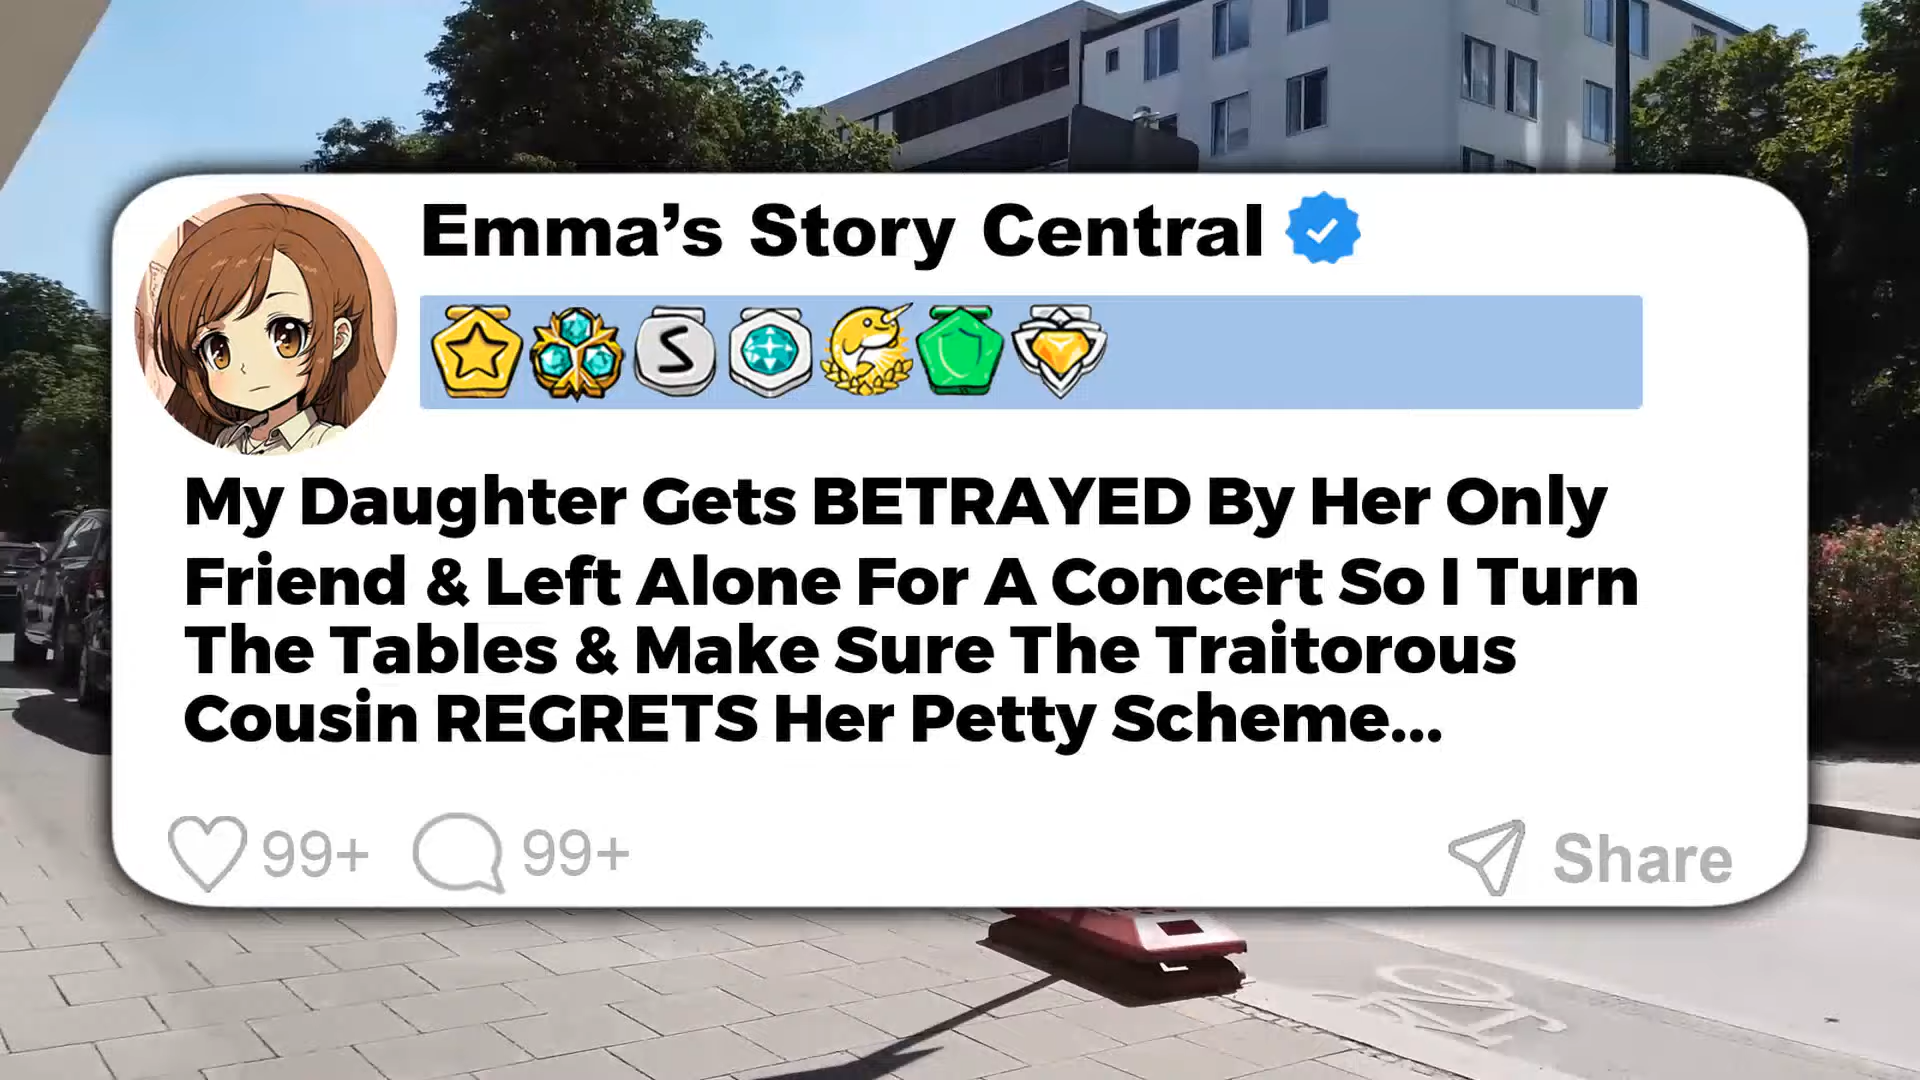 Emma’s Story Central
S
My Daughter Gets BETRAYED By Her Only
Friend & Left Alone For A Concert So I Turn
The Tables & Make Sure The Traitorous
Cousin REGRETS Her Petty Scheme...
99+ 99+ Share